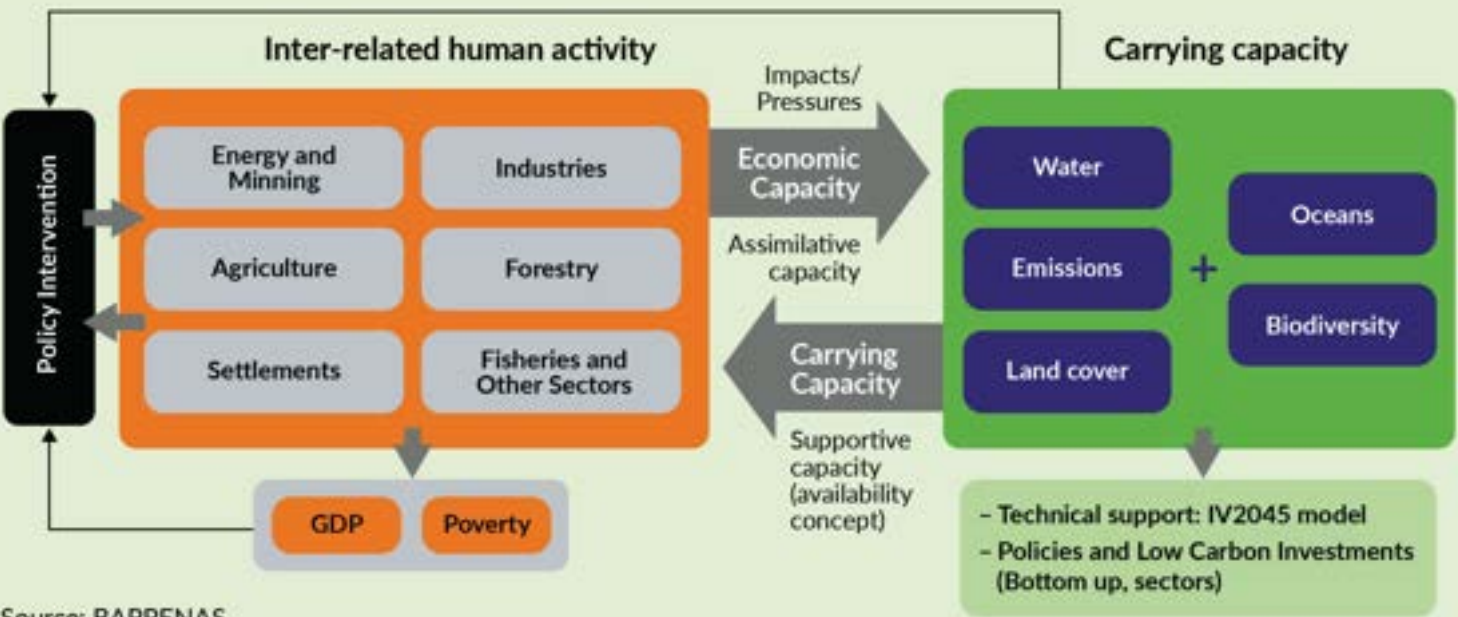 Inter-related human activity
Carrying capacity
Policy Intervention
Energy and
Minning
Industries
Agriculture
Forestry
Settlements
Fisheries and
Other Sectors
Impacts/
Pressures
Economic
Capacity
Assimilative
capacity
Carrying
Capacity
Supportive
capacity
(availability
concept)
Water
Emissions
Land cover
+
Oceans
Biodiversity
GDP
Poverty
– Technical support: IV2045 model
– Policies and Low Carbon Investments
(Bottom up, sectors)
Source: BAPPENAS